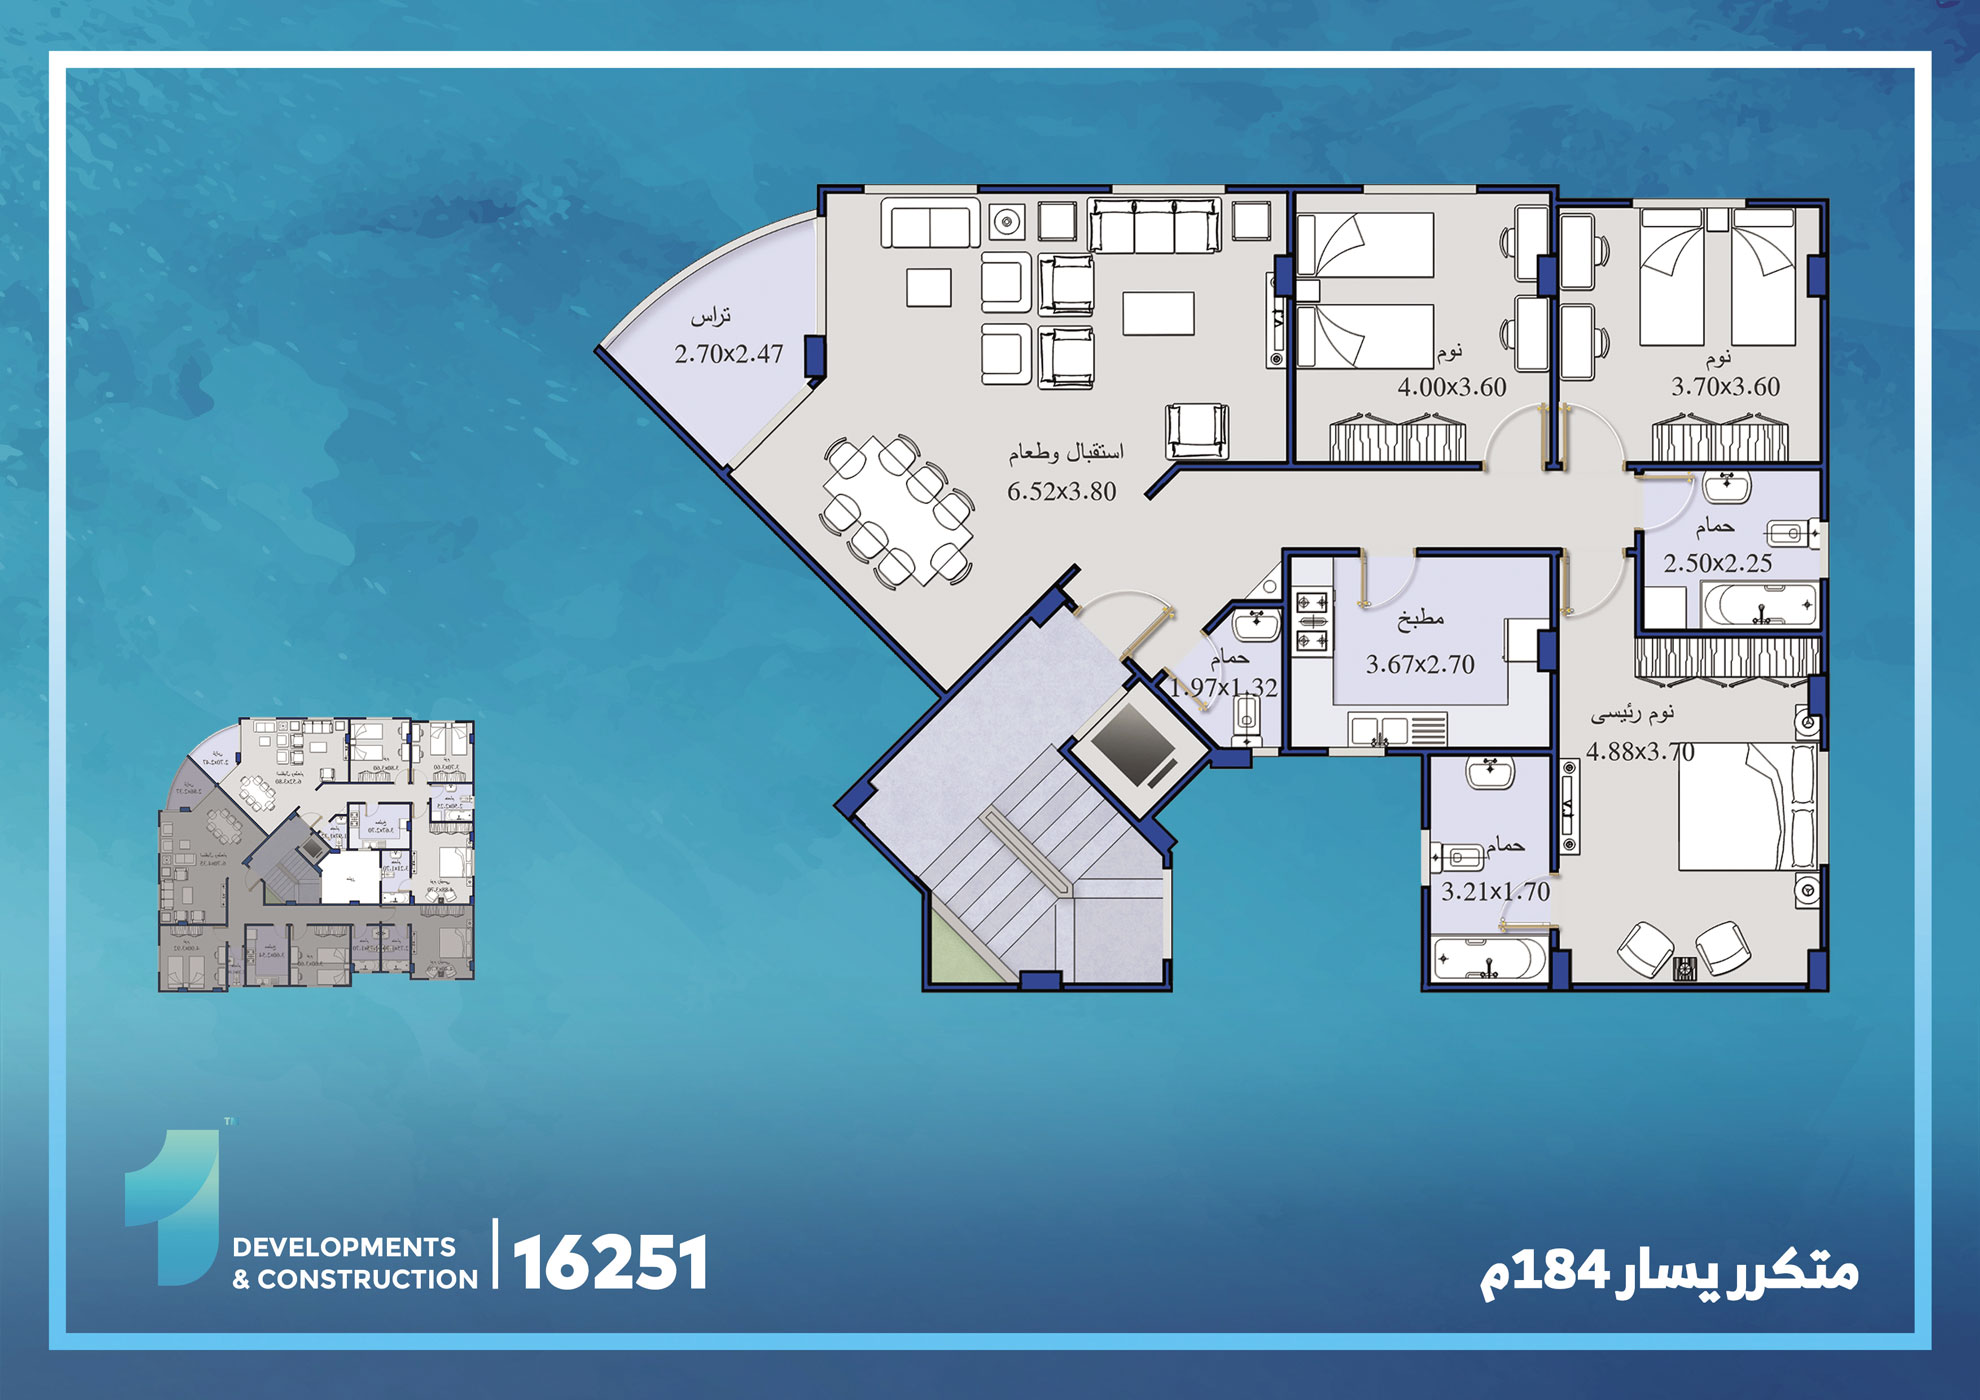 تراس
2.70x2.47
استقبال وطعام
6.52x3.80
نوم
4.00x3.60
نوم
3.70x3.60
حمام
2.50x2.25
مطبخ
3.67x2.70
حمام
1.97x1.32
نوم رئيسى
4.88x3.70
حمام
3.21x1.70
T.V
T.V
1
TM
DEVELOPMENTS
& CONSTRUCTION
16251
متكرر يسار 184م